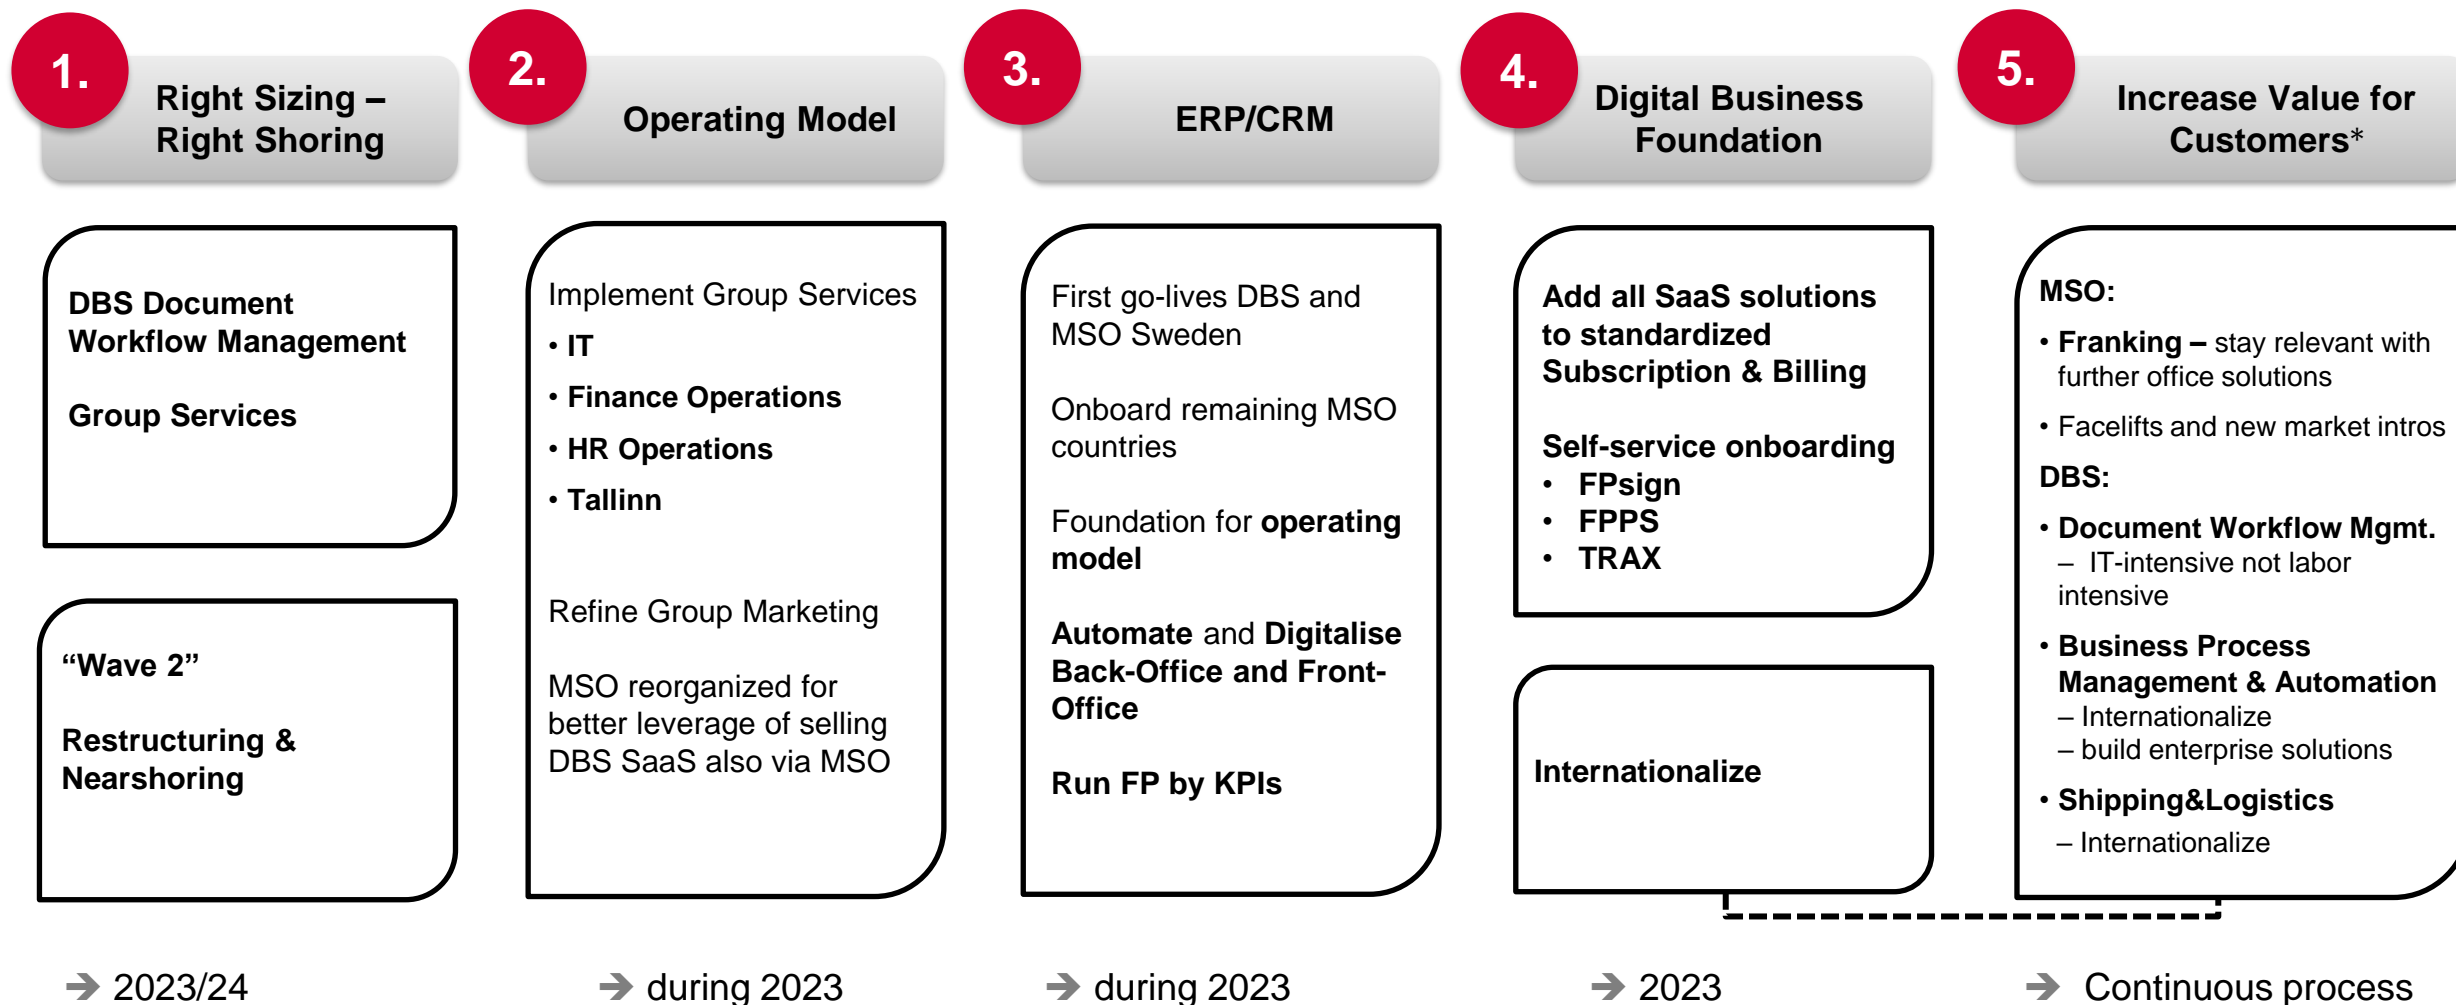 1.
Right Sizing –
Right Shoring
DBS Document
Workflow Management
Group Services
“Wave 2”
Restructuring &
Nearshoring
➔ 2023/24
2.
Operating Model
Implement Group Services
• IT
• Finance Operations
• HR Operations
• Tallinn
Refine Group Marketing
MSO reorganized for
better leverage of selling
DBS SaaS also via MSO
➔ during 2023
3.
ERP/CRM
First go-lives DBS and
MSO Sweden
Onboard remaining MSO
countries
Foundation for operating
model
Automate and Digitalise
Back-Office and Front-
Office
Run FP by KPIs
➔ during 2023
4.
Digital Business
Foundation
Add all SaaS solutions
to standardized
Subscription & Billing
Self-service onboarding
• FPsign
• FPPS
• TRAX
Internationalize
➔ 2023
5.
Increase Value for
Customers*
MSO:
• Franking – stay relevant with
further office solutions
• Facelifts and new market intros
DBS:
• Document Workflow Mgmt.
– IT-intensive not labor
intensive
• Business Process
Management & Automation
– Internationalize
– build enterprise solutions
• Shipping&Logistics
– Internationalize
➔ Continuous process